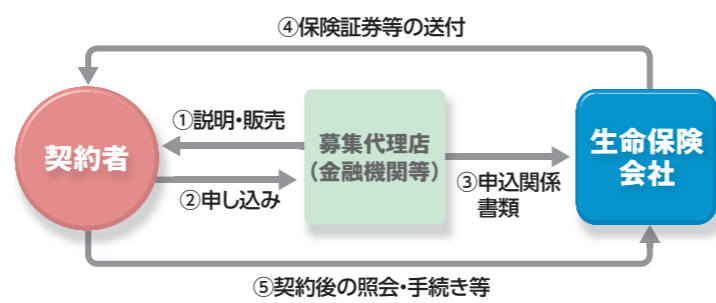 ④保険証券等の送付
契約者
①説明・販売
②申し込み
募集代理店
(金融機関等)
③申込関係
書類
生命保険
会社
⑤契約後の照会・手続き等